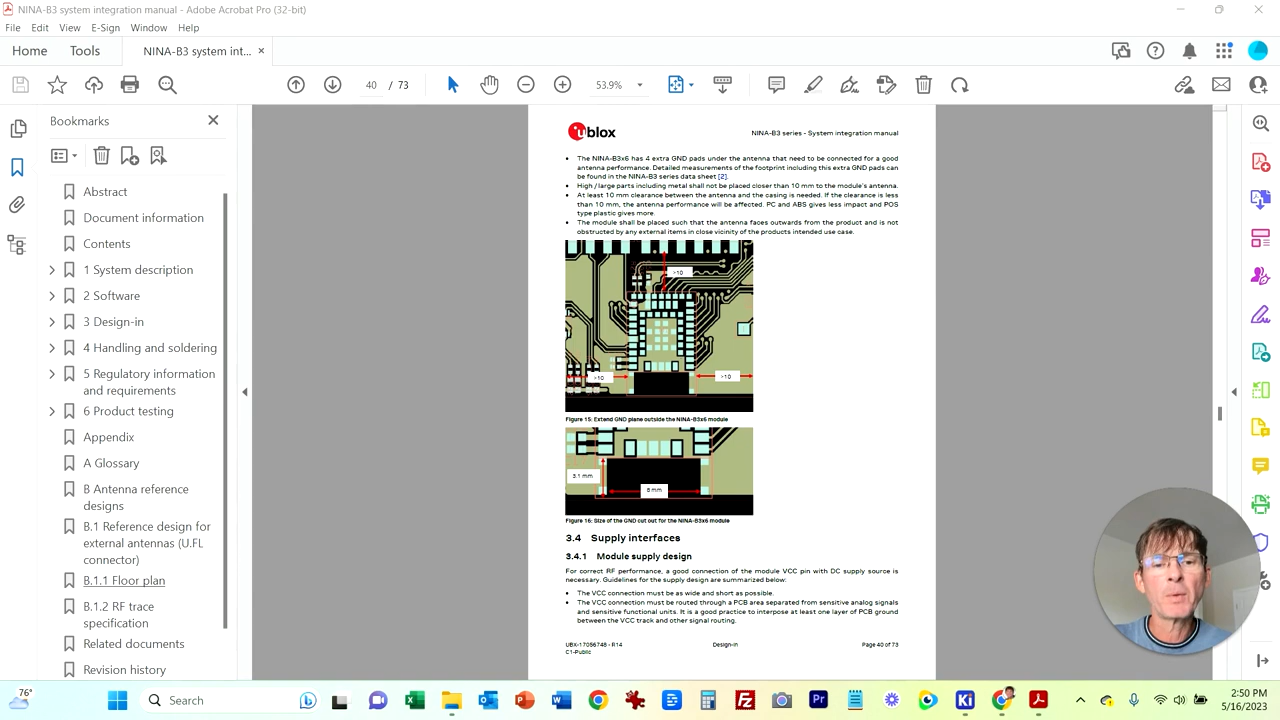 NINA-B3 system integration manual - Adobe Acrobat Pro (32-bit)
File Edit View E-Sign Window Help
Home Tools NINA-B3 system int... ×
40 / 73 53.9%
Bookmarks
Abstract
Document information
Contents
1 System description
2 Software
3 Design-in
4 Handling and soldering
5 Regulatory information
and requirements
6 Product testing
Appendix
A Glossary
B Antenna reference
designs
B.1 Reference design for
external antennas (U.FL
connector)
B.1.1 Floor plan
B.1.2 RF trace
specification
Related documents
Revision history
ublox
NINA-B3 series - System integration manual
• The NINA-B3x6 has 4 extra GND pads under the antenna that need to be connected for a good
antenna performance. Detailed measurements of the footprint including this extra GND pads can
be found in the NINA-B3 series data sheet [2].
• High / large parts including metal shall not be placed closer than 10 mm to the module's antenna.
• At least 10 mm clearance between the antenna and the casing is needed. If the clearance is less
than 10 mm, the antenna performance will be affected. PC and ABS gives less impact and POS
type plastic gives more.
• The module shall be placed such that the antenna faces outwards from the product and is not
obstructed by any external items in close vicinity of the products intended use case.
>10
>10
>10
Figure 15: Extend GND plane outside the NINA-B3x6 module
3.1 mm
8 mm
Figure 16: Size of the GND cut out for the NINA-B3x6 module
3.4 Supply interfaces
3.4.1 Module supply design
For correct RF performance, a good connection of the module VCC pin with DC supply source is
necessary. Guidelines for the supply design are summarized below:
• The VCC connection must be as wide and short as possible.
• The VCC connection must be routed through a PCB area separated from sensitive analog signals
and sensitive functional units. It is a good practice to interpose at least one layer of PCB ground
between the VCC track and other signal routing.
UBX-17056748 - R14 Design-in Page 40 of 73
C1-Public
76°
Search
2:50 PM
5/16/2023